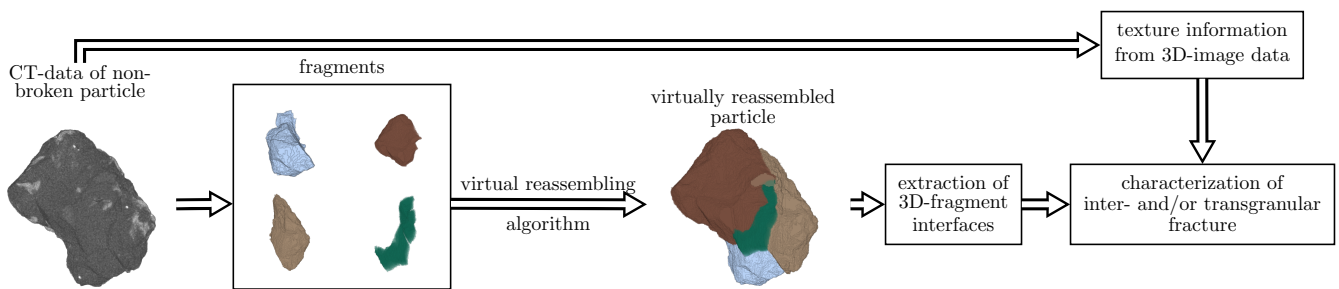 texture information
from 3D-image data
CT-data of non-
broken particle
fragments
virtually reassembled
particle
virtual reassembling
algorithm
extraction of
3D-fragment
interfaces
characterization of
inter- and/or transgranular
fracture